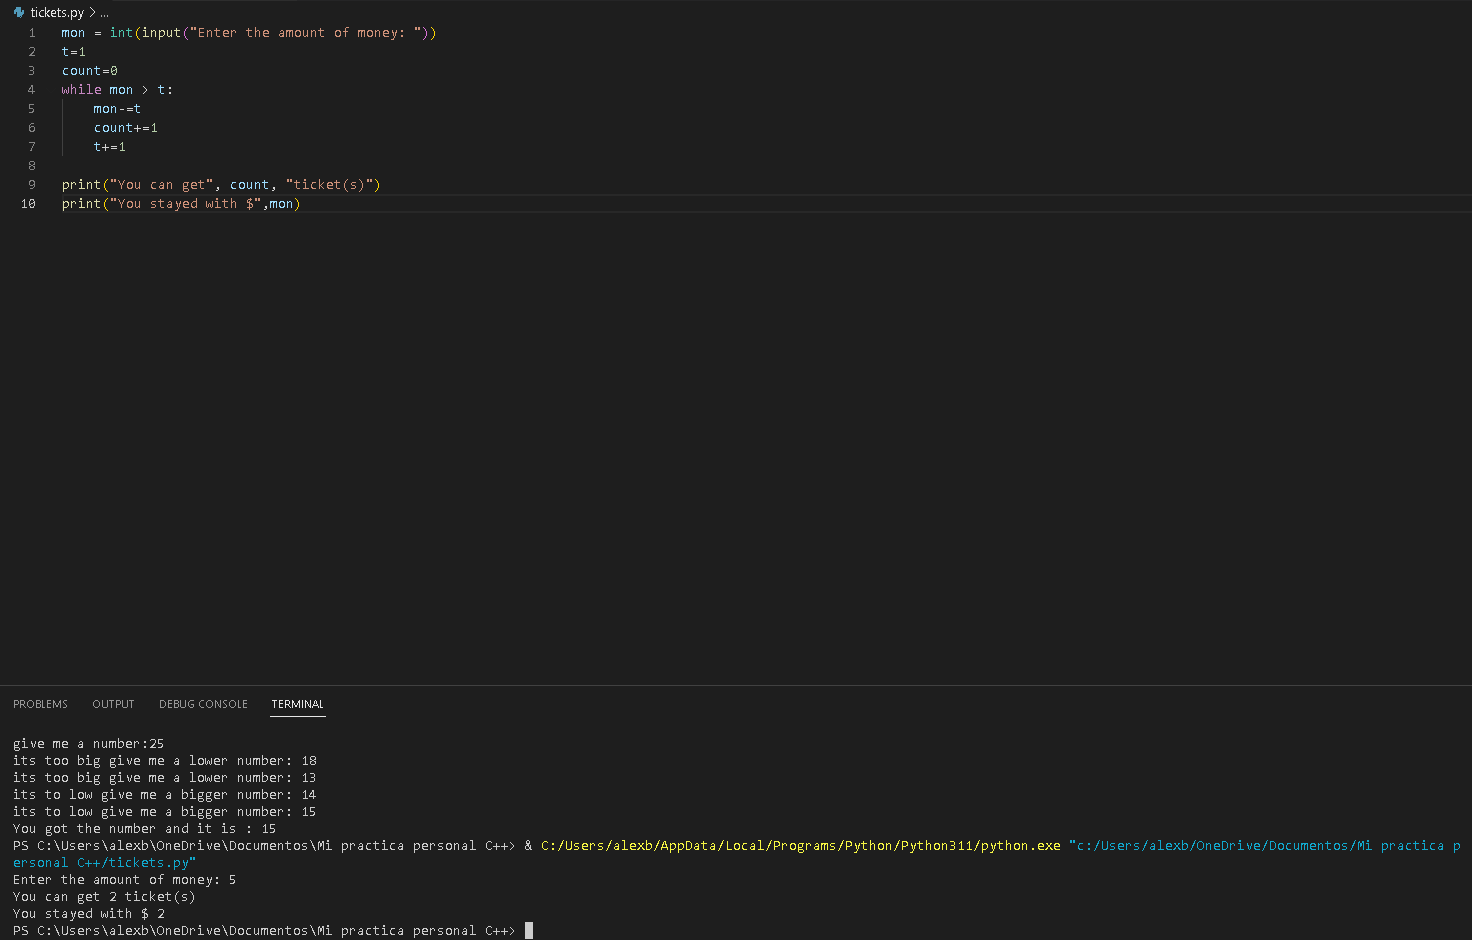 tickets.py > ...
1 mon = int(input("Enter the amount of money: "))
2 t=1
3 count=0
4 while mon > t:
5 mon-=t
6 count+=1
7 t+=1
8
9 print("You can get", count, "ticket(s)")
10 print("You stayed with $",mon)
PROBLEMS OUTPUT DEBUG CONSOLE TERMINAL
give me a number:25
its too big give me a lower number: 18
its too big give me a lower number: 13
its to low give me a bigger number: 14
its to low give me a bigger number: 15
You got the number and it is : 15
PS C:\Users\alexb\OneDrive\Documentos\Mi practica personal C++> & C:/Users/alexb/AppData/Local/Programs/Python/Python311/python.exe "c:/Users/alexb/OneDrive/Documentos/Mi practica p
ersonal C++/tickets.py"
Enter the amount of money: 5
You can get 2 ticket(s)
You stayed with $ 2
PS C:\Users\alexb\OneDrive\Documentos\Mi practica personal C++>